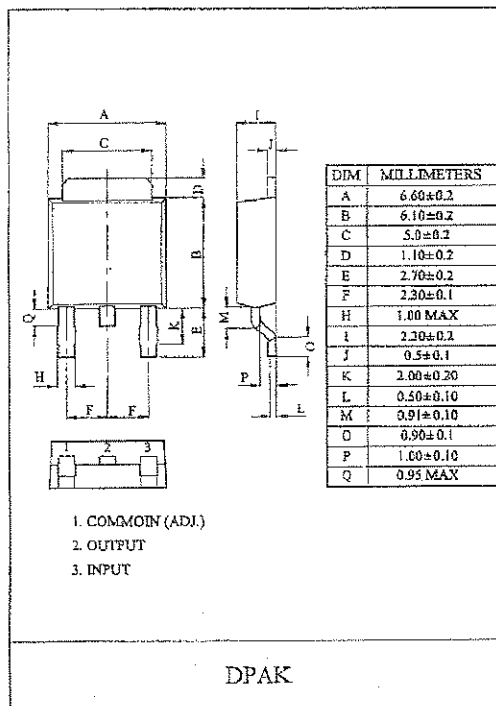 A
C
D
B
Q
K
E
H
F F
1 2 3
1. COMMOIN (ADJ.)
2. OUTPUT
3. INPUT
I
J
M
O
P
L
DIM MILLIMETERS
A 6.60±0.2
B 6.10±0.2
C 5.0±0.2
D 1.10±0.2
E 2.70±0.2
F 2.30±0.1
H 1.00 MAX
I 2.20±0.2
J 0.5±0.1
K 2.00±0.20
L 0.50±0.10
M 0.91±0.10
O 0.90±0.1
P 1.00±0.10
Q 0.95 MAX
DPAK